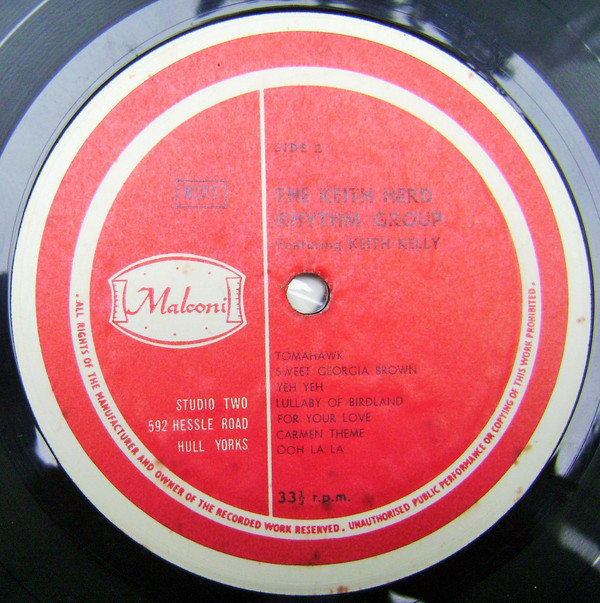 SIDE 2
THE KEITH HERD
RHYTHM GROUP
Featuring KEITH KELLY
Malconi
TOMAHAWK
SWEET GEORGIA BROWN
YEH YEH
LULLABY OF BIRDLAND
FOR YOUR LOVE
CARMEN THEME
OOH LA LA
STUDIO TWO
592 HESSLE ROAD
HULL YORKS
33⅓ r.p.m.
• ALL RIGHTS OF THE MANUFACTURER AND OWNER OF THE RECORDED WORK RESERVED. UNAUTHORISED PUBLIC PERFORMANCE OR COPYING OF THIS WORK PROHIBITED •